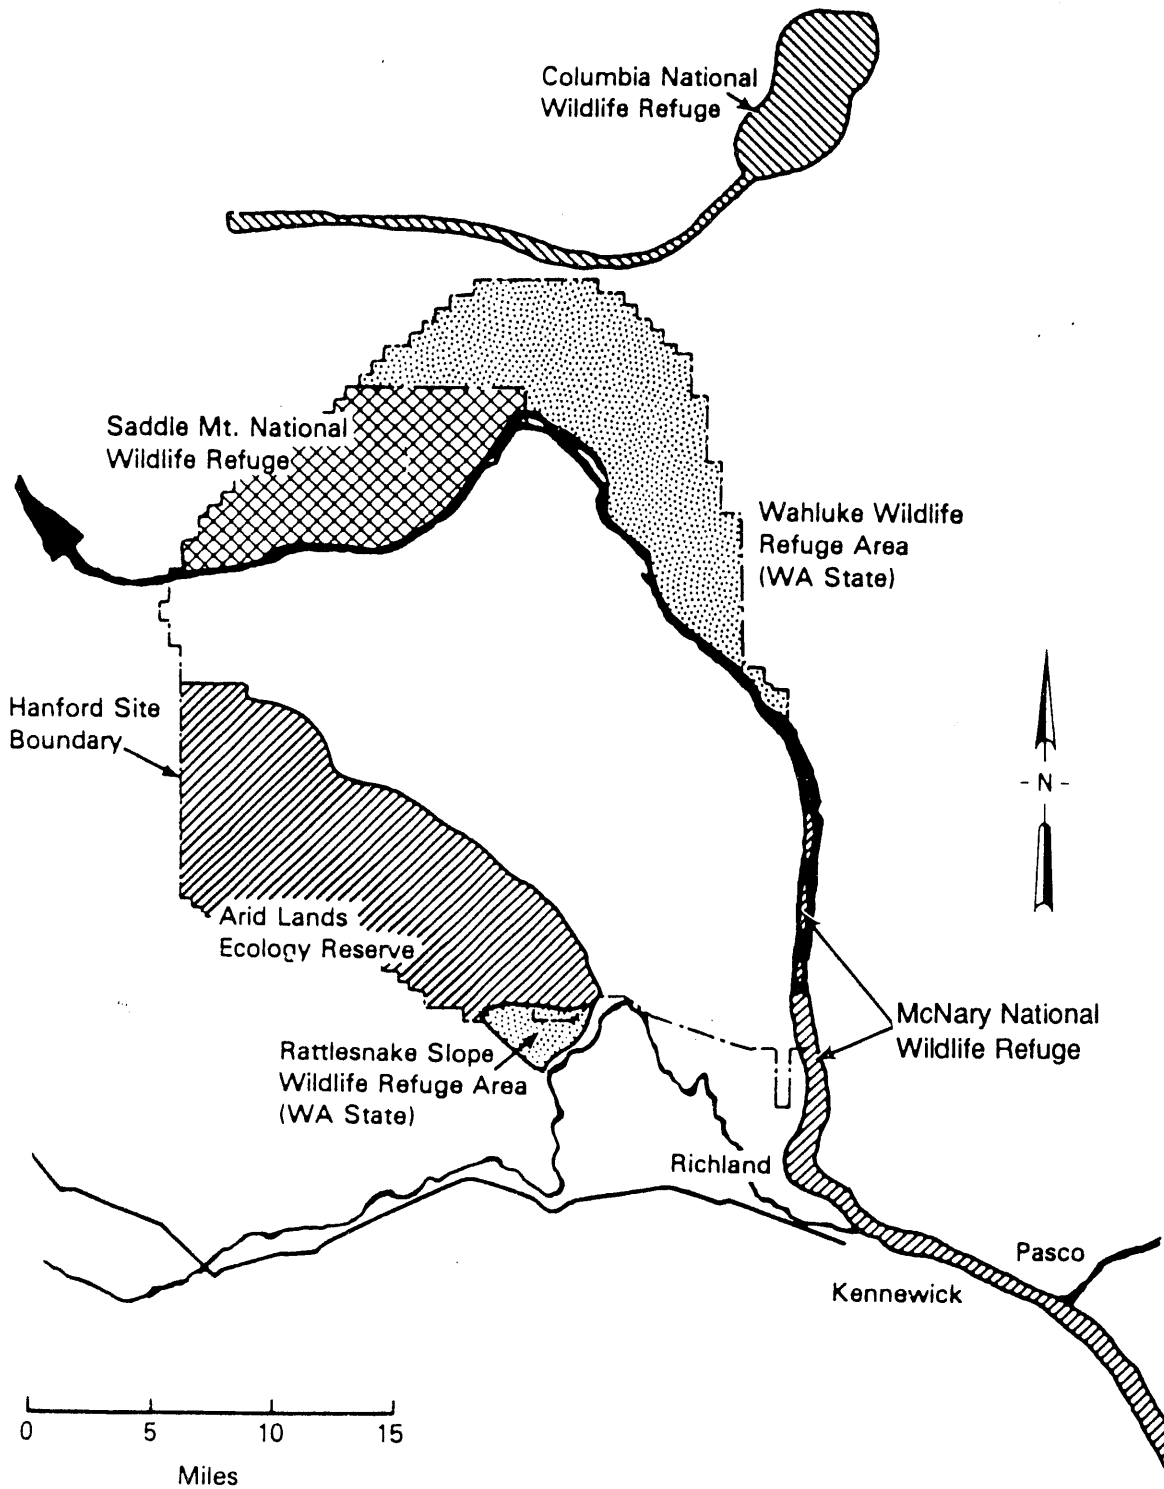 Columbia National
Wildlife Refuge
Saddle Mt. National
Wildlife Refuge
Wahluke Wildlife
Refuge Area
(WA State)
Hanford Site
Boundary
- N -
Arid Lands
Ecology Reserve
McNary National
Wildlife Refuge
Rattlesnake Slope
Wildlife Refuge Area
(WA State)
Richland
Pasco
Kennewick
0 5 10 15
Miles